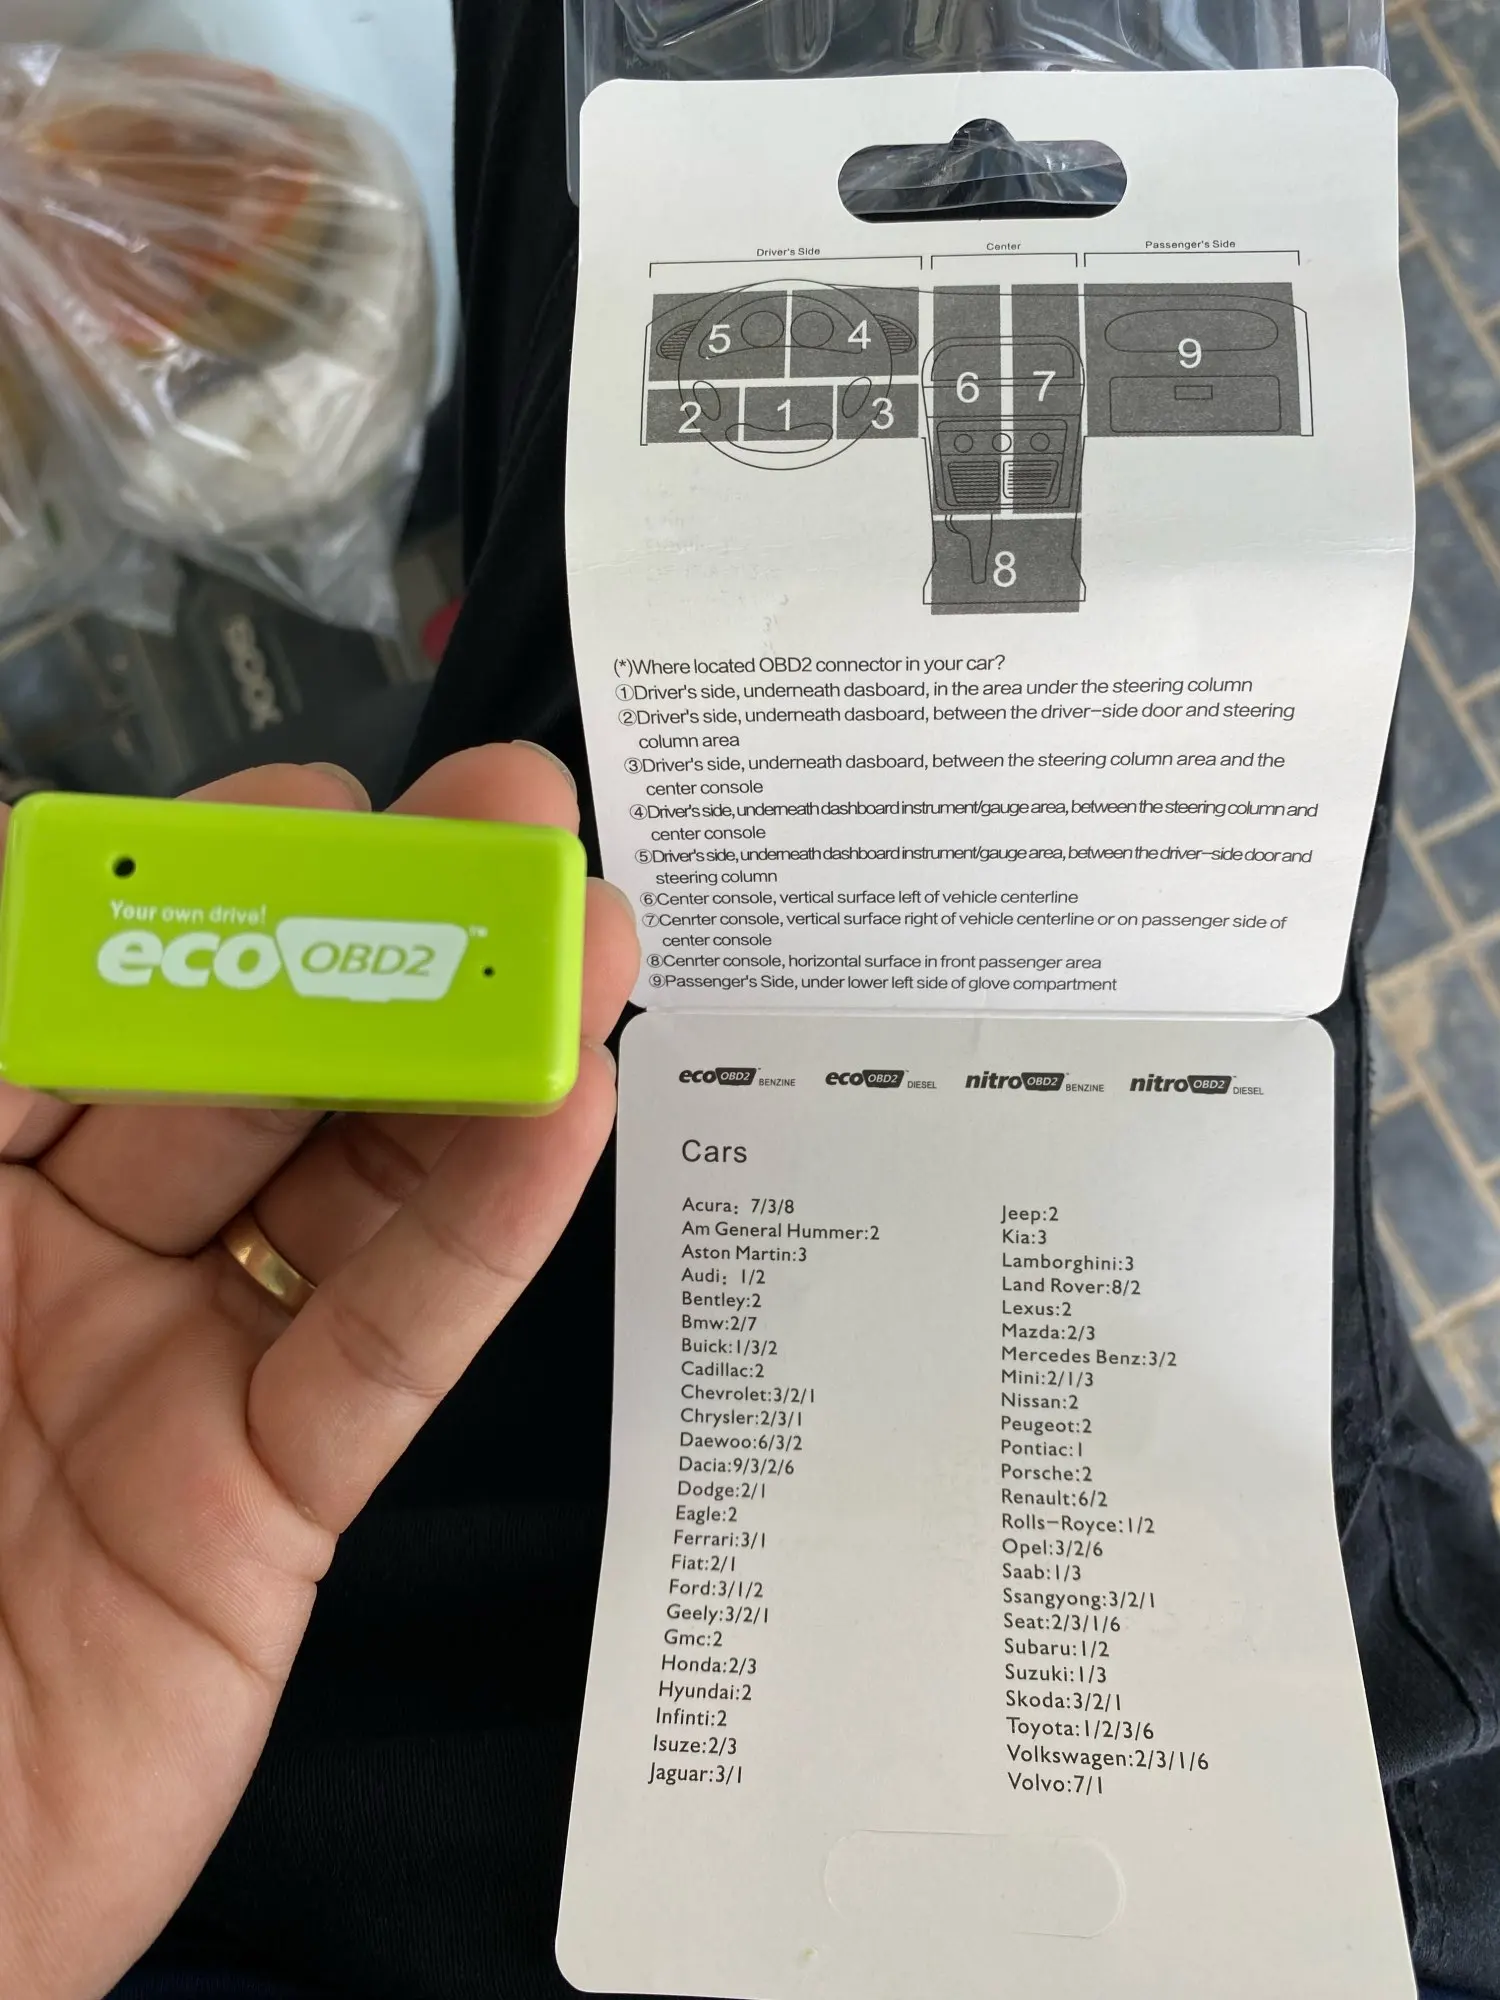 Driver's Side
Center
Passenger's Side
5
4
2
1
3
6
7
9
8
(*)Where located OBD2 connector in your car?
①Driver's side, underneath dasboard, in the area under the steering column
②Driver's side, underneath dasboard, between the driver-side door and steering
column area
③Driver's side, underneath dasboard, between the steering column area and the
center console
④Driver's side, underneath dashboard instrument/gauge area, between the steering column and
center console
⑤Driver's side, underneath dashboard instrument/gauge area, between the driver-side door and
steering column
⑥Center console, vertical surface left of vehicle centerline
⑦Cenrter console, vertical surface right of vehicle centerline or on passenger side of
center console
⑧Cenrter console, horizontal surface in front passenger area
⑨Passenger's Side, under lower left side of glove compartment
Your own drive!
eco OBD2™
eco OBD2 BENZINE
eco OBD2 DIESEL
nitro OBD2 BENZINE
nitro OBD2 DIESEL
Cars
Acura: 7/3/8
Am General Hummer:2
Aston Martin:3
Audi: 1/2
Bentley:2
Bmw:2/7
Buick:1/3/2
Cadillac:2
Chevrolet:3/2/1
Chrysler:2/3/1
Daewoo:6/3/2
Dacia:9/3/2/6
Dodge:2/1
Eagle:2
Ferrari:3/1
Fiat:2/1
Ford:3/1/2
Geely:3/2/1
Gmc:2
Honda:2/3
Hyundai:2
Infinti:2
Isuze:2/3
Jaguar:3/1
Jeep:2
Kia:3
Lamborghini:3
Land Rover:8/2
Lexus:2
Mazda:2/3
Mercedes Benz:3/2
Mini:2/1/3
Nissan:2
Peugeot:2
Pontiac:1
Porsche:2
Renault:6/2
Rolls-Royce:1/2
Opel:3/2/6
Saab:1/3
Ssangyong:3/2/1
Seat:2/3/1/6
Subaru:1/2
Suzuki:1/3
Skoda:3/2/1
Toyota:1/2/3/6
Volkswagen:2/3/1/6
Volvo:7/1